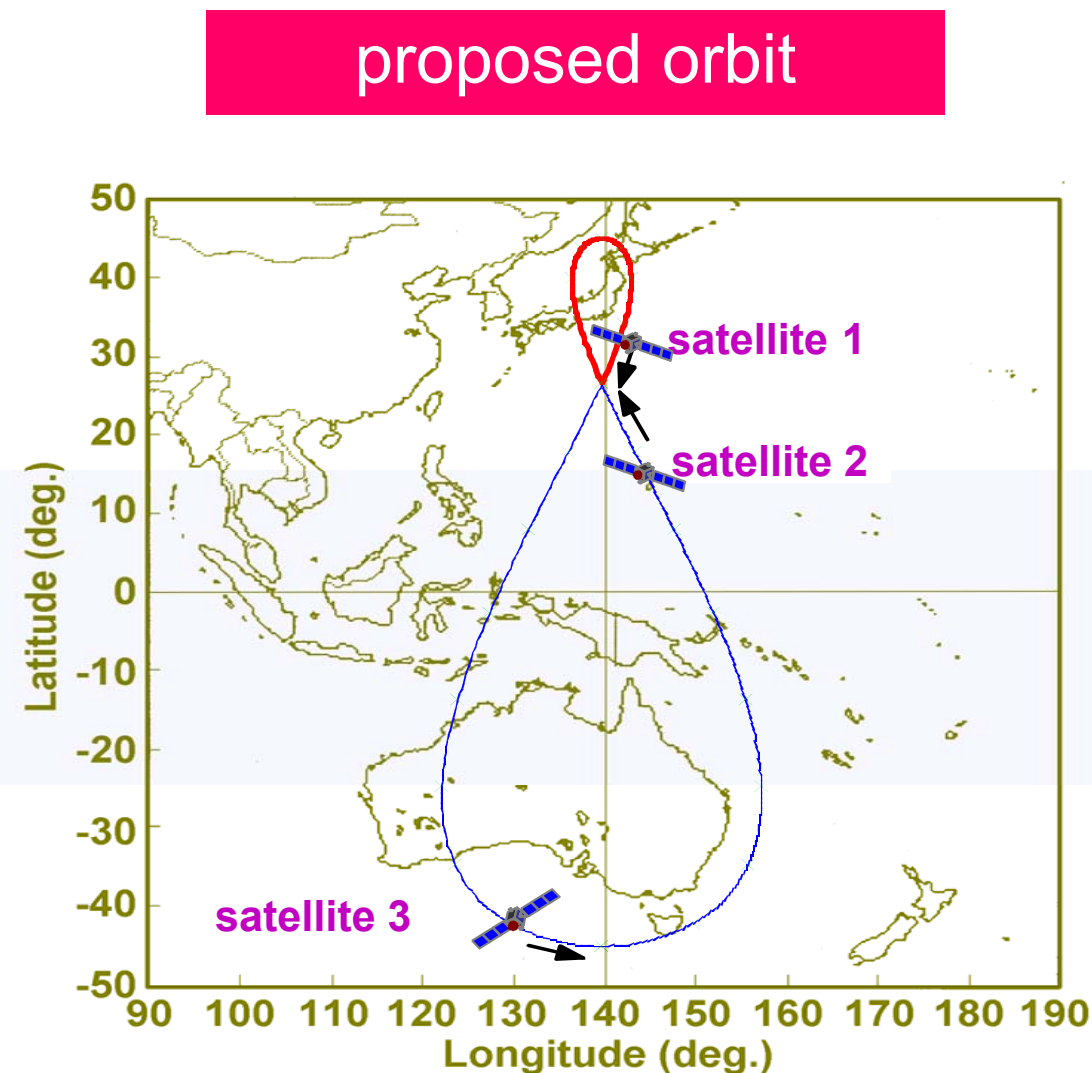 proposed orbit
50
40
30
20
10
0
-10
-20
-30
-40
-50
Latitude (deg.)
satellite 1
satellite 2
satellite 3
90 100 110 120 130 140 150 160 170 180 190
Longitude (deg.)